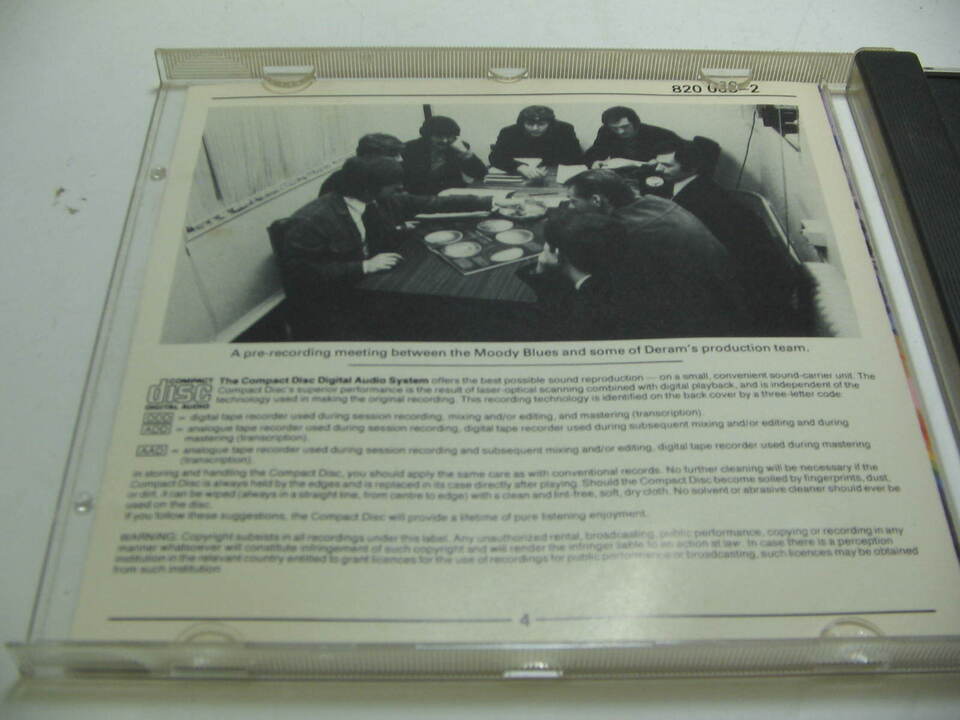 820 006-2
A pre-recording meeting between the Moody Blues and some of Deram's production team.
COMPACT
disc
DIGITAL AUDIO
The Compact Disc Digital Audio System offers the best possible sound reproduction — on a small, convenient sound-carrier unit. The
Compact Disc's superior performance is the result of laser optical scanning combined with digital playback, and is independent of the
technology used in making the original recording. This recording technology is identified on the back cover by a three-letter code:
DDD = digital tape recorder used during session recording, mixing and/or editing, and mastering (transcription).
ADD = analogue tape recorder used during session recording, digital tape recorder used during subsequent mixing and/or editing and during
mastering (transcription).
AAD = analogue tape recorder used during session recording and subsequent mixing and/or editing, digital tape recorder used during mastering
(transcription).
In storing and handling the Compact Disc, you should apply the same care as with conventional records. No further cleaning will be necessary if the
Compact Disc is always held by the edges and is replaced in its case directly after playing. Should the Compact Disc become soiled by fingerprints, dust,
or dirt, it can be wiped (always in a straight line, from centre to edge) with a clean and lint-free, soft, dry cloth. No solvent or abrasive cleaner should ever be
used on the disc.
If you follow these suggestions, the Compact Disc will provide a lifetime of pure listening enjoyment.
WARNING: Copyright subsists in all recordings under this label. Any unauthorized rental, broadcasting, public performance, copying or recording in any
manner whatsoever will constitute infringement of such copyright and will render the infringer liable to an action at law. In case there is a perception
institution in the relevant country entitled to grant licences for the use of recordings for public performance or broadcasting, such licences may be obtained
from such institution.
4